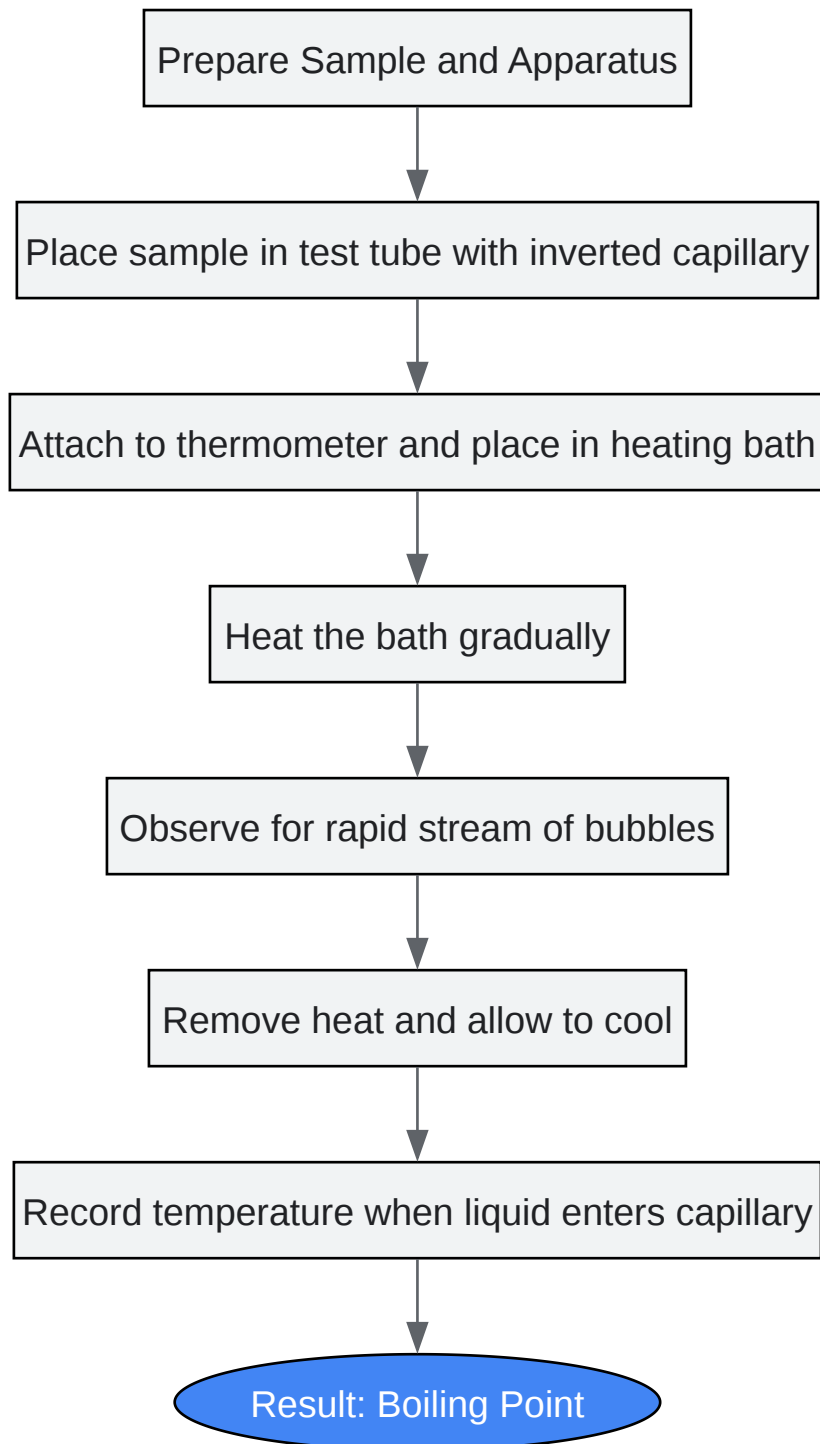 Prepare Sample and Apparatus
Place sample in test tube with inverted capillary
Attach to thermometer and place in heating bath
Heat the bath gradually
Observe for rapid stream of bubbles
Remove heat and allow to cool
Record temperature when liquid enters capillary
Result: Boiling Point